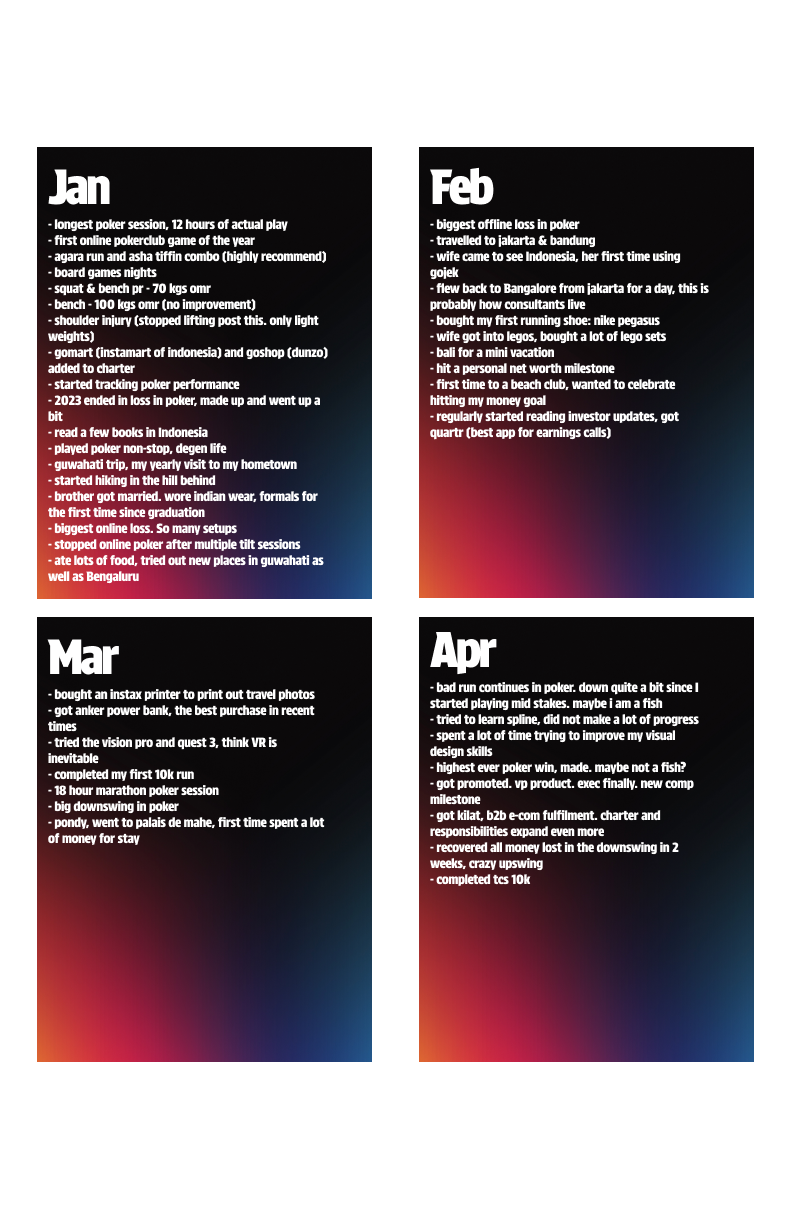 Jan
- longest poker session, 12 hours of actual play
- first online pokerclub game of the year
- agara run and asha tiffin combo (highly recommend)
- board games nights
- squat & bench pr - 70 kgs omr
- bench - 100 kgs omr (no improvement)
- shoulder injury (stopped lifting post this. only light
weights)
- gomart (instamart of indonesia) and goshop (dunzo)
added to charter
- started tracking poker performance
- 2023 ended in loss in poker, made up and went up a
bit
- read a few books in Indonesia
- played poker non-stop, degen life
- guwahati trip, my yearly visit to my hometown
- started hiking in the hill behind
- brother got married. wore indian wear, formals for
the first time since graduation
- biggest online loss. So many setups
- stopped online poker after multiple tilt sessions
- ate lots of food, tried out new places in guwahati as
well as Bengaluru
Feb
- biggest offline loss in poker
- travelled to jakarta & bandung
- wife came to see Indonesia, her first time using
gojek
- flew back to Bangalore from jakarta for a day, this is
probably how consultants live
- bought my first running shoe: nike pegasus
- wife got into legos, bought a lot of lego sets
- bali for a mini vacation
- hit a personal net worth milestone
- first time to a beach club, wanted to celebrate
hitting my money goal
- regularly started reading investor updates, got
quartr (best app for earnings calls)
Mar
- bought an instax printer to print out travel photos
- got anker power bank, the best purchase in recent
times
- tried the vision pro and quest 3, think VR is
inevitable
- completed my first 10k run
- 18 hour marathon poker session
- big downswing in poker
- pondy, went to palais de mahe, first time spent a lot
of money for stay
Apr
- bad run continues in poker. down quite a bit since I
started playing mid stakes. maybe i am a fish
- tried to learn spline, did not make a lot of progress
- spent a lot of time trying to improve my visual
design skills
- highest ever poker win, made. maybe not a fish?
- got promoted. vp product. exec finally. new comp
milestone
- got kilat, b2b e-com fulfilment. charter and
responsibilities expand even more
- recovered all money lost in the downswing in 2
weeks, crazy upswing
- completed tcs 10k